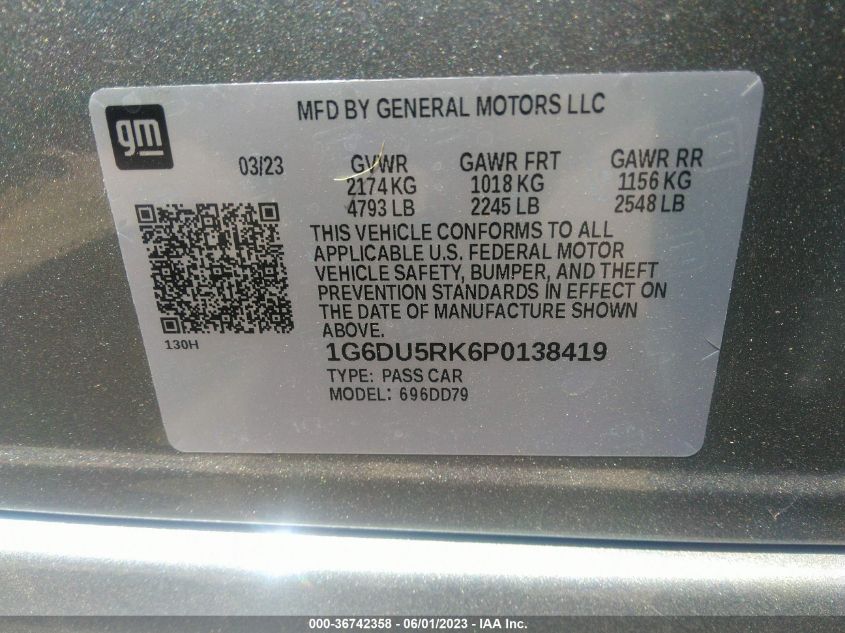 MFD BY GENERAL MOTORS LLC
gm
03/23 GVWR GAWR FRT GAWR RR
2174 KG 1018 KG 1156 KG
4793 LB 2245 LB 2548 LB
THIS VEHICLE CONFORMS TO ALL
APPLICABLE U.S. FEDERAL MOTOR
VEHICLE SAFETY, BUMPER, AND THEFT
PREVENTION STANDARDS IN EFFECT ON
THE DATE OF MANUFACTURE SHOWN
ABOVE.
130H
1G6DU5RK6P0138419
TYPE: PASS CAR
MODEL: 696DD79
000-36742358 - 06/01/2023 - IAA Inc.